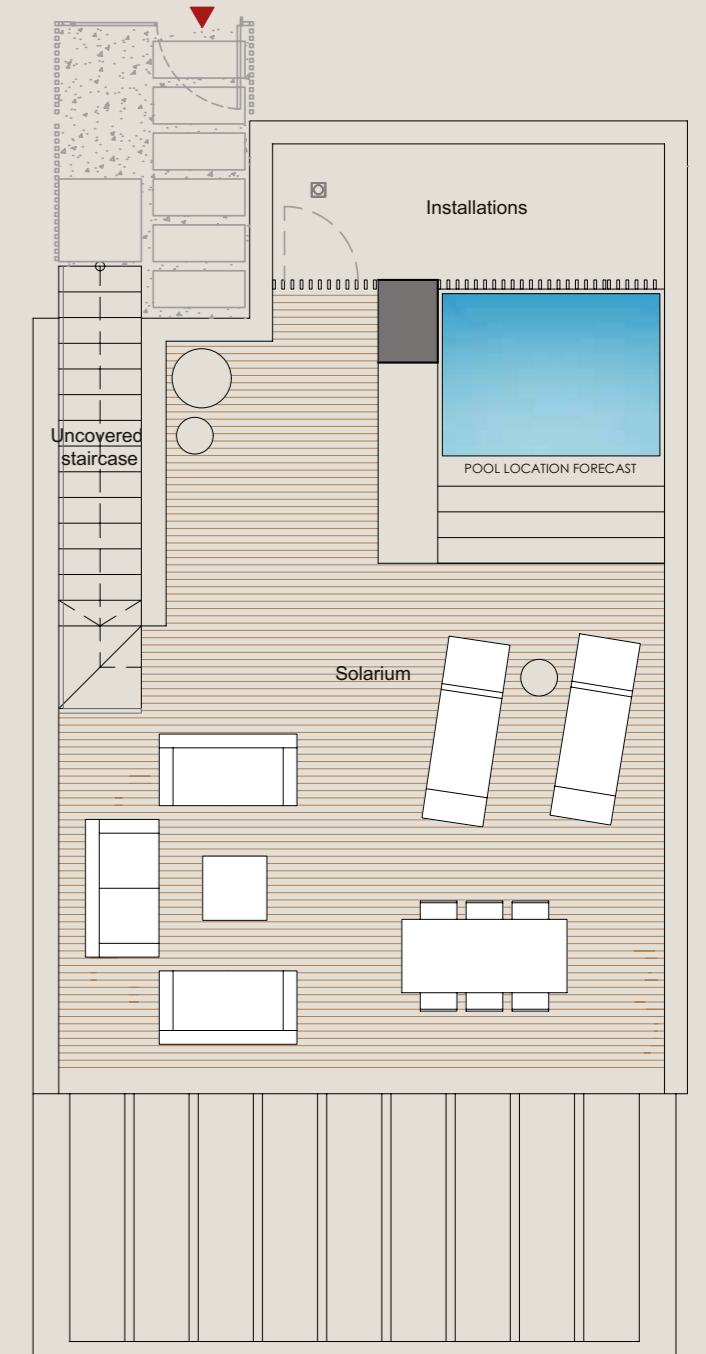 Installations
Uncovered
staircase
POOL LOCATION FORECAST
Solarium